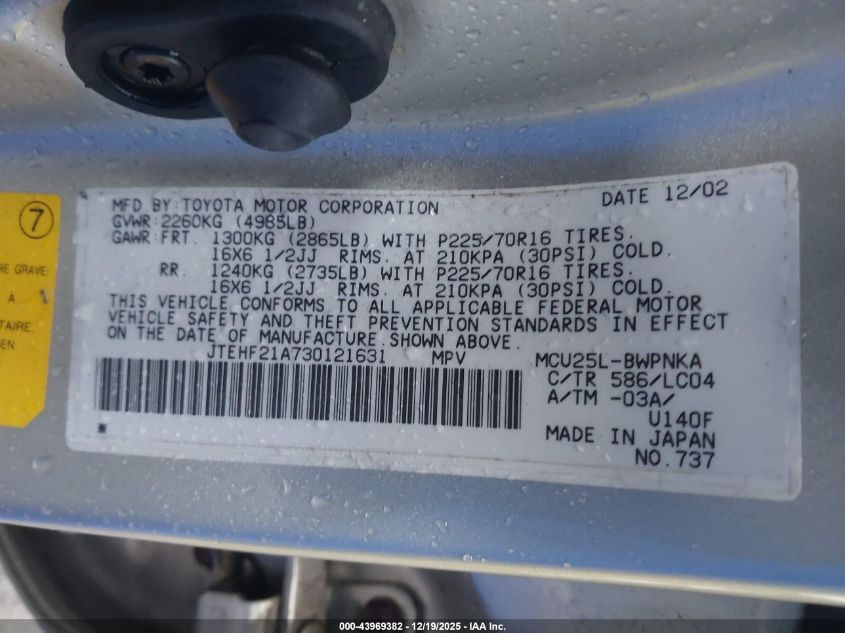 7
RE GRAVE
À
TAIRE.
EN
MFD BY:TOYOTA MOTOR CORPORATION DATE 12/02
GVWR:2260KG (4985LB)
GAWR:FRT. 1300KG (2865LB) WITH P225/70R16 TIRES.
16X6 1/2JJ RIMS. AT 210KPA (30PSI) COLD.
RR. 1240KG (2735LB) WITH P225/70R16 TIRES.
16X6 1/2JJ RIMS. AT 210KPA (30PSI) COLD.
THIS VEHICLE CONFORMS TO ALL APPLICABLE FEDERAL MOTOR
VEHICLE SAFETY AND THEFT PREVENTION STANDARDS IN EFFECT
ON THE DATE OF MANUFACTURE SHOWN ABOVE.
JTEHF21A730121631 MPV MCU25L-BWPNKA
C/TR 586/LC04
A/TM -03A/
U140F
MADE IN JAPAN
NO.737
000-43969382 - 12/19/2025 - IAA Inc.